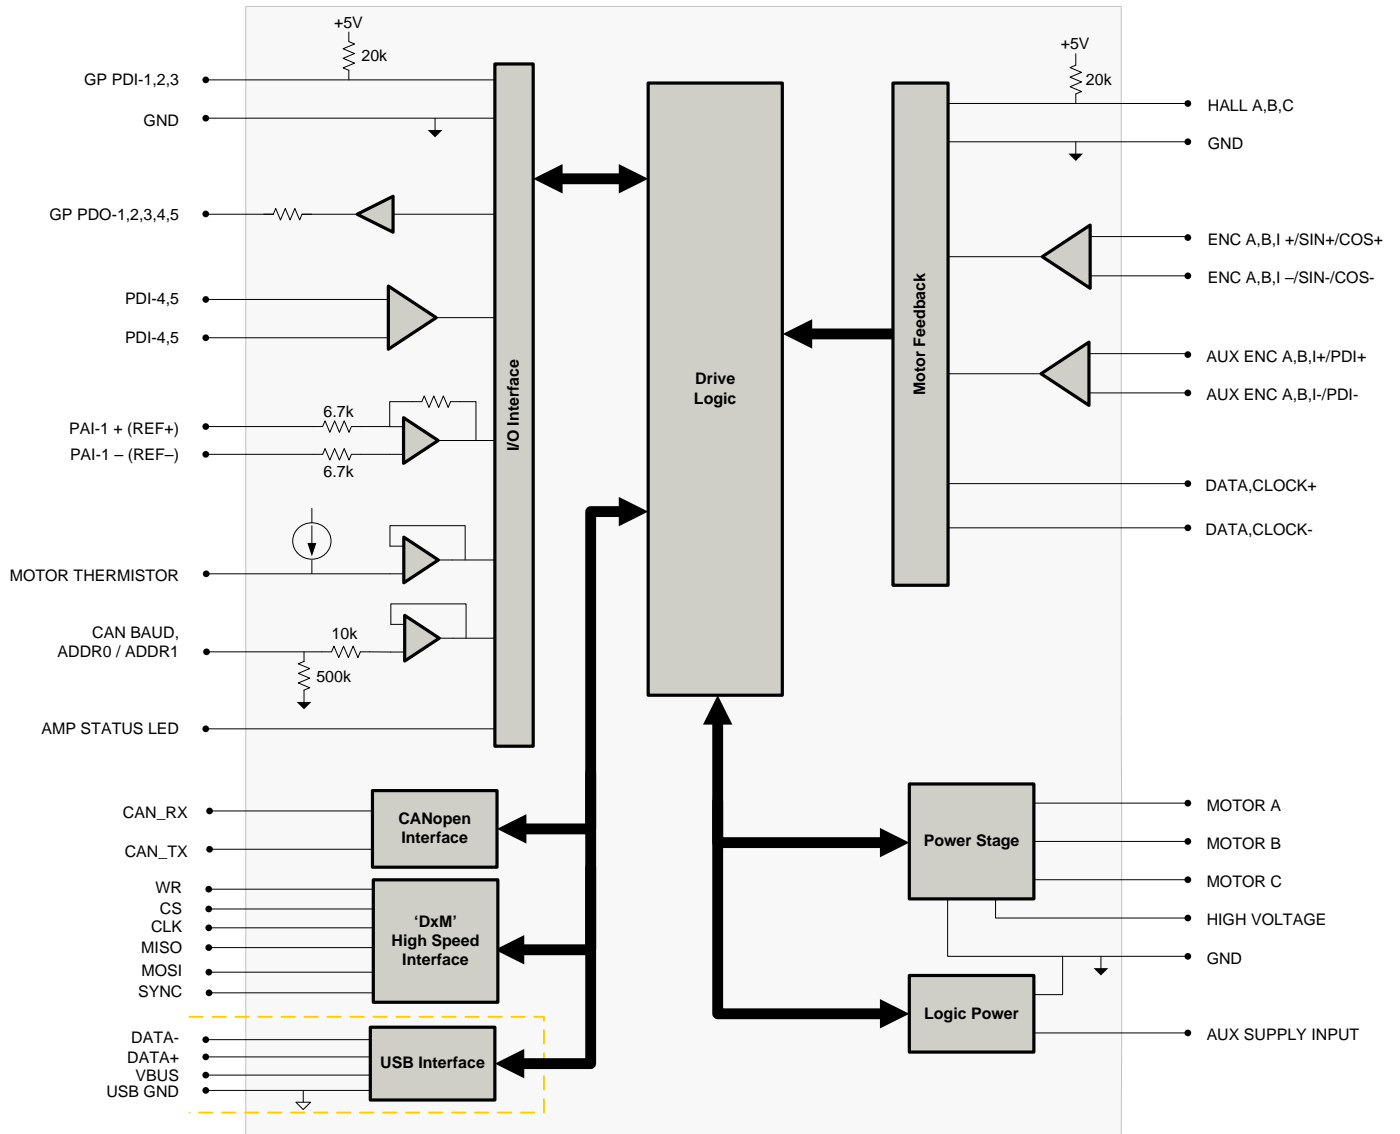 +5V
20k
GP PDI-1,2,3
GND
GP PDO-1,2,3,4,5
PDI-4,5
PDI-4,5
6.7k
PAI-1 + (REF+)
PAI-1 – (REF–)
6.7k
MOTOR THERMISTOR
CAN BAUD,
ADDR0 / ADDR1
10k
500k
AMP STATUS LED
I/O Interface
Drive
Logic
Motor Feedback
+5V
20k
HALL A,B,C
GND
ENC A,B,I +/SIN+/COS+
ENC A,B,I –/SIN-/COS-
AUX ENC A,B,I+/PDI+
AUX ENC A,B,I-/PDI-
DATA,CLOCK+
DATA,CLOCK-
CAN_RX
CAN_TX
CANopen
Interface
WR
CS
CLK
MISO
MOSI
SYNC
‘DxM’
High Speed
Interface
DATA-
DATA+
VBUS
USB GND
USB Interface
Power Stage
MOTOR A
MOTOR B
MOTOR C
HIGH VOLTAGE
GND
Logic Power
AUX SUPPLY INPUT